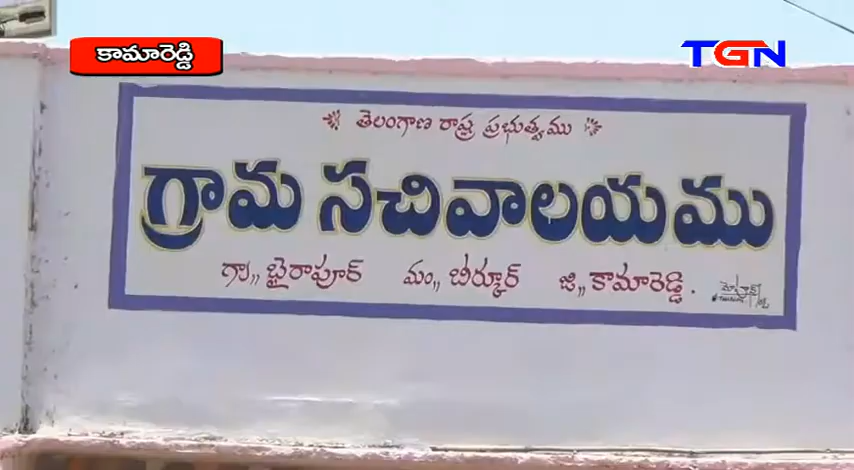 కామారెడ్డి
TGN
తెలంగాణ రాష్ట్ర ప్రభుత్వము
గ్రామ సచివాలయము
గా,, భైరాపూర్ మం,, బీర్కూర్ జి,, కామారెడ్డి.